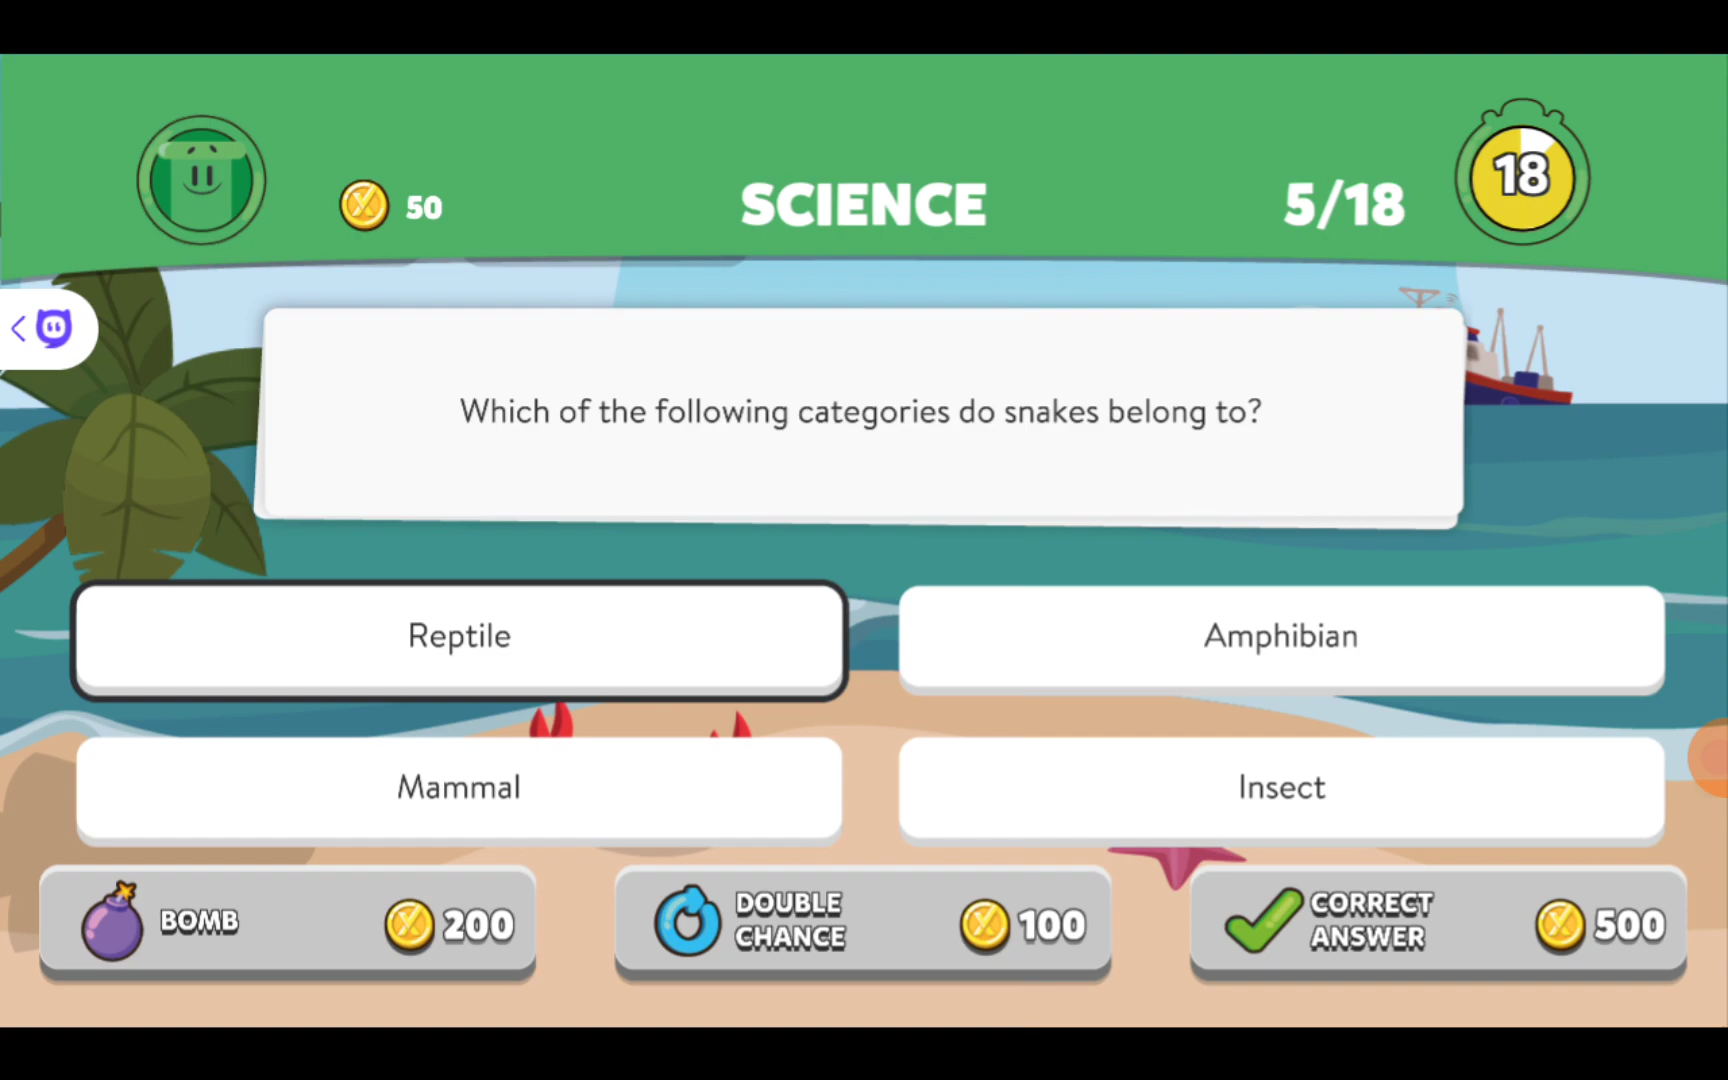 50
SCIENCE
5/18
18
Which of the following categories do snakes belong to?
Reptile
Amphibian
Mammal
Insect
BOMB
200
DOUBLE
CHANCE
100
CORRECT
ANSWER
500